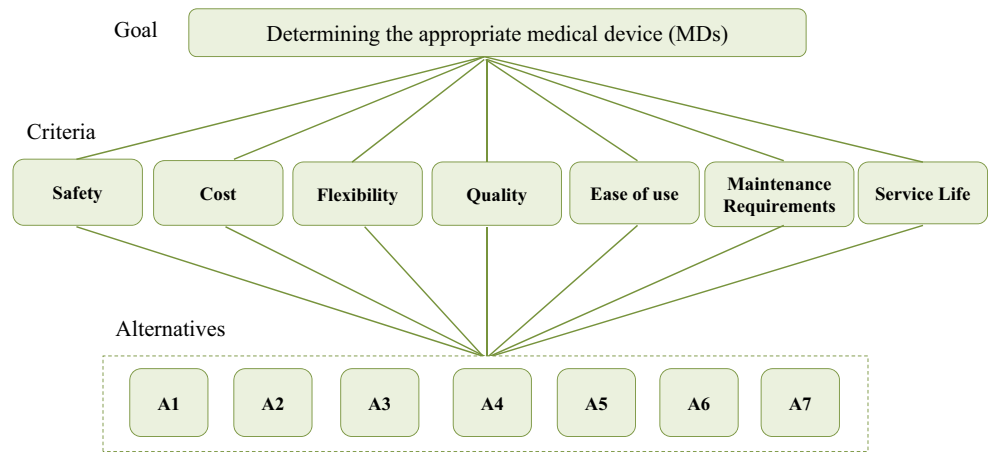 Goal
Determining the appropriate medical device (MDs)
Criteria
Safety
Cost
Flexibility
Quality
Ease of use
Maintenance
Requirements
Service Life
Alternatives
A1
A2
A3
A4
A5
A6
A7